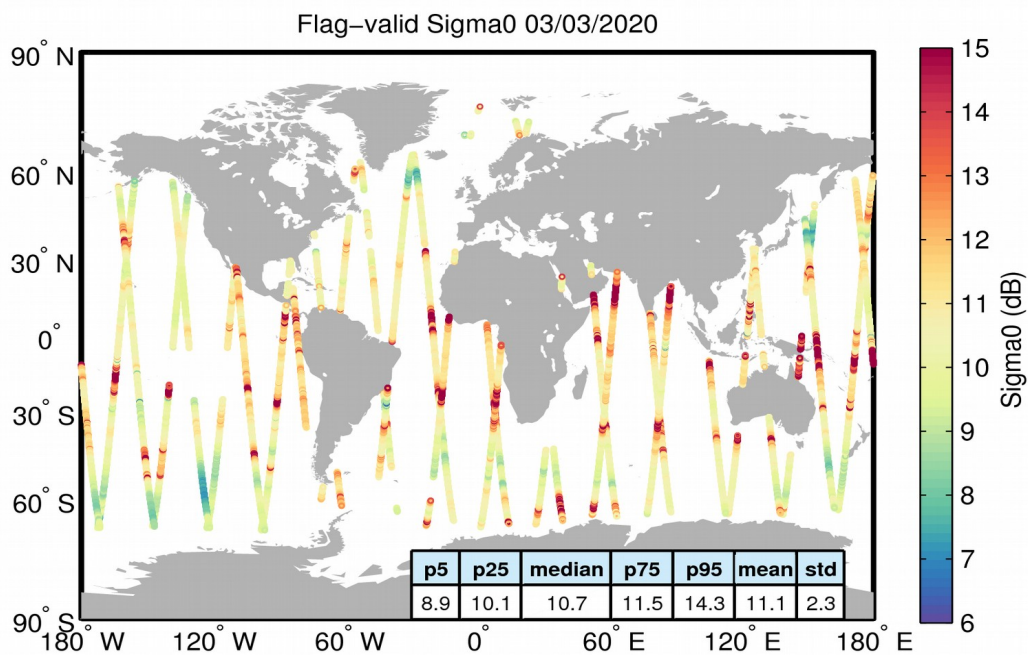 Flag-valid Sigma0 03/03/2020
90° N
60° N
30° N
0°
30° S
60° S
90° S
180° W
120° W
60° W
0°
60° E
120° E
180° E
15
14
13
12
11
10
9
8
7
6
Sigma0 (dB)
p5 p25 median p75 p95 mean std
8.9 10.1 10.7 11.5 14.3 11.1 2.3